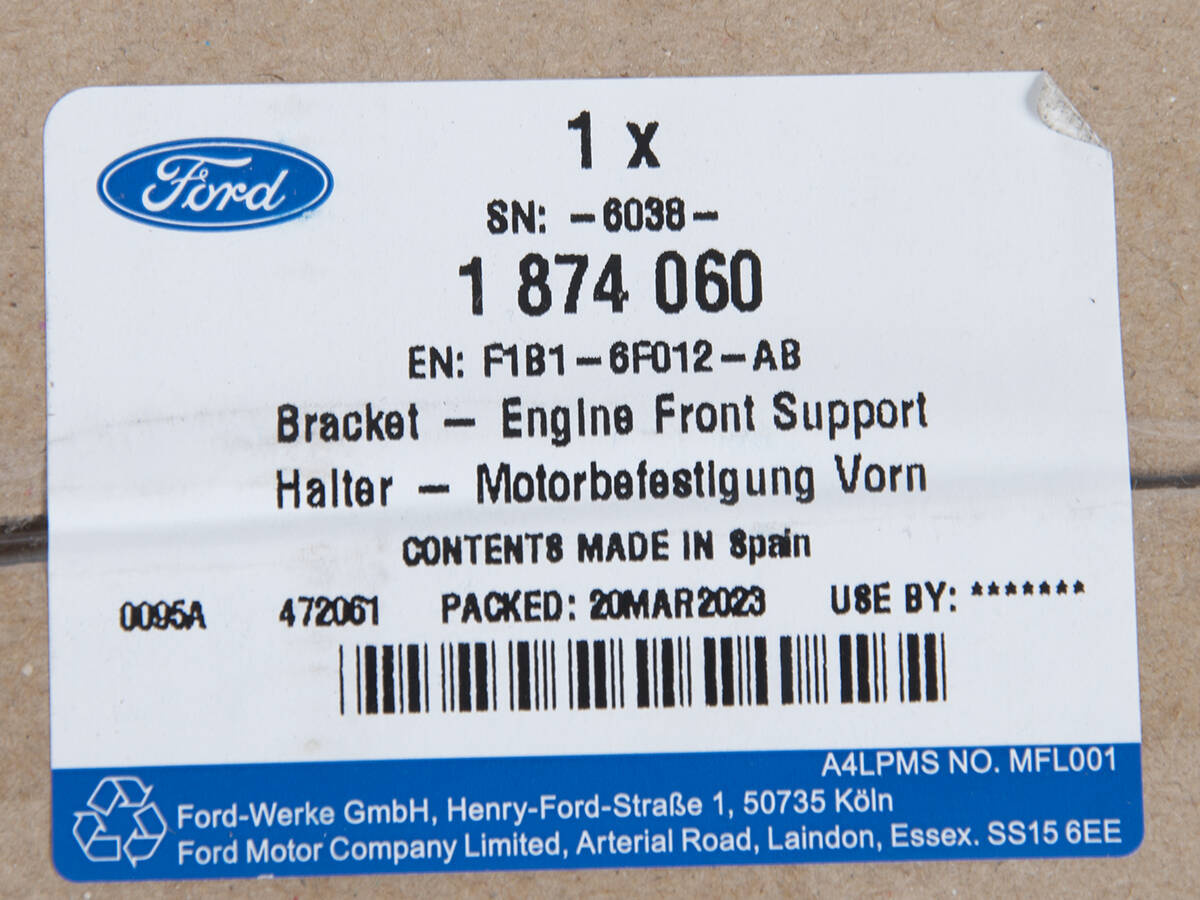 Ford
1 x
SN: -6038-
1 874 060
EN: F1B1-6F012-AB
Bracket - Engine Front Support
Halter - Motorbefestigung Vorn
CONTENTS MADE IN Spain
0095A 472061 PACKED: 20MAR2023 USE BY: *******
A4LPMS NO. MFL001
Ford-Werke GmbH, Henry-Ford-Straße 1, 50735 Köln
Ford Motor Company Limited, Arterial Road, Laindon, Essex. SS15 6EE